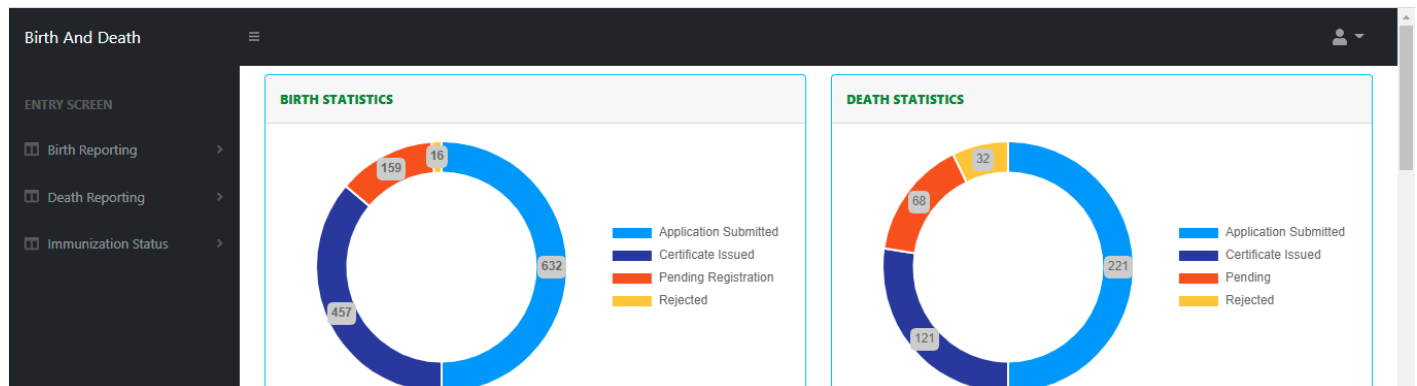 Birth And Death
ENTRY SCREEN
Birth Reporting
Death Reporting
Immunization Status
BIRTH STATISTICS
159
16
632
457
Application Submitted
Certificate Issued
Pending Registration
Rejected
DEATH STATISTICS
32
68
221
121
Application Submitted
Certificate Issued
Pending
Rejected